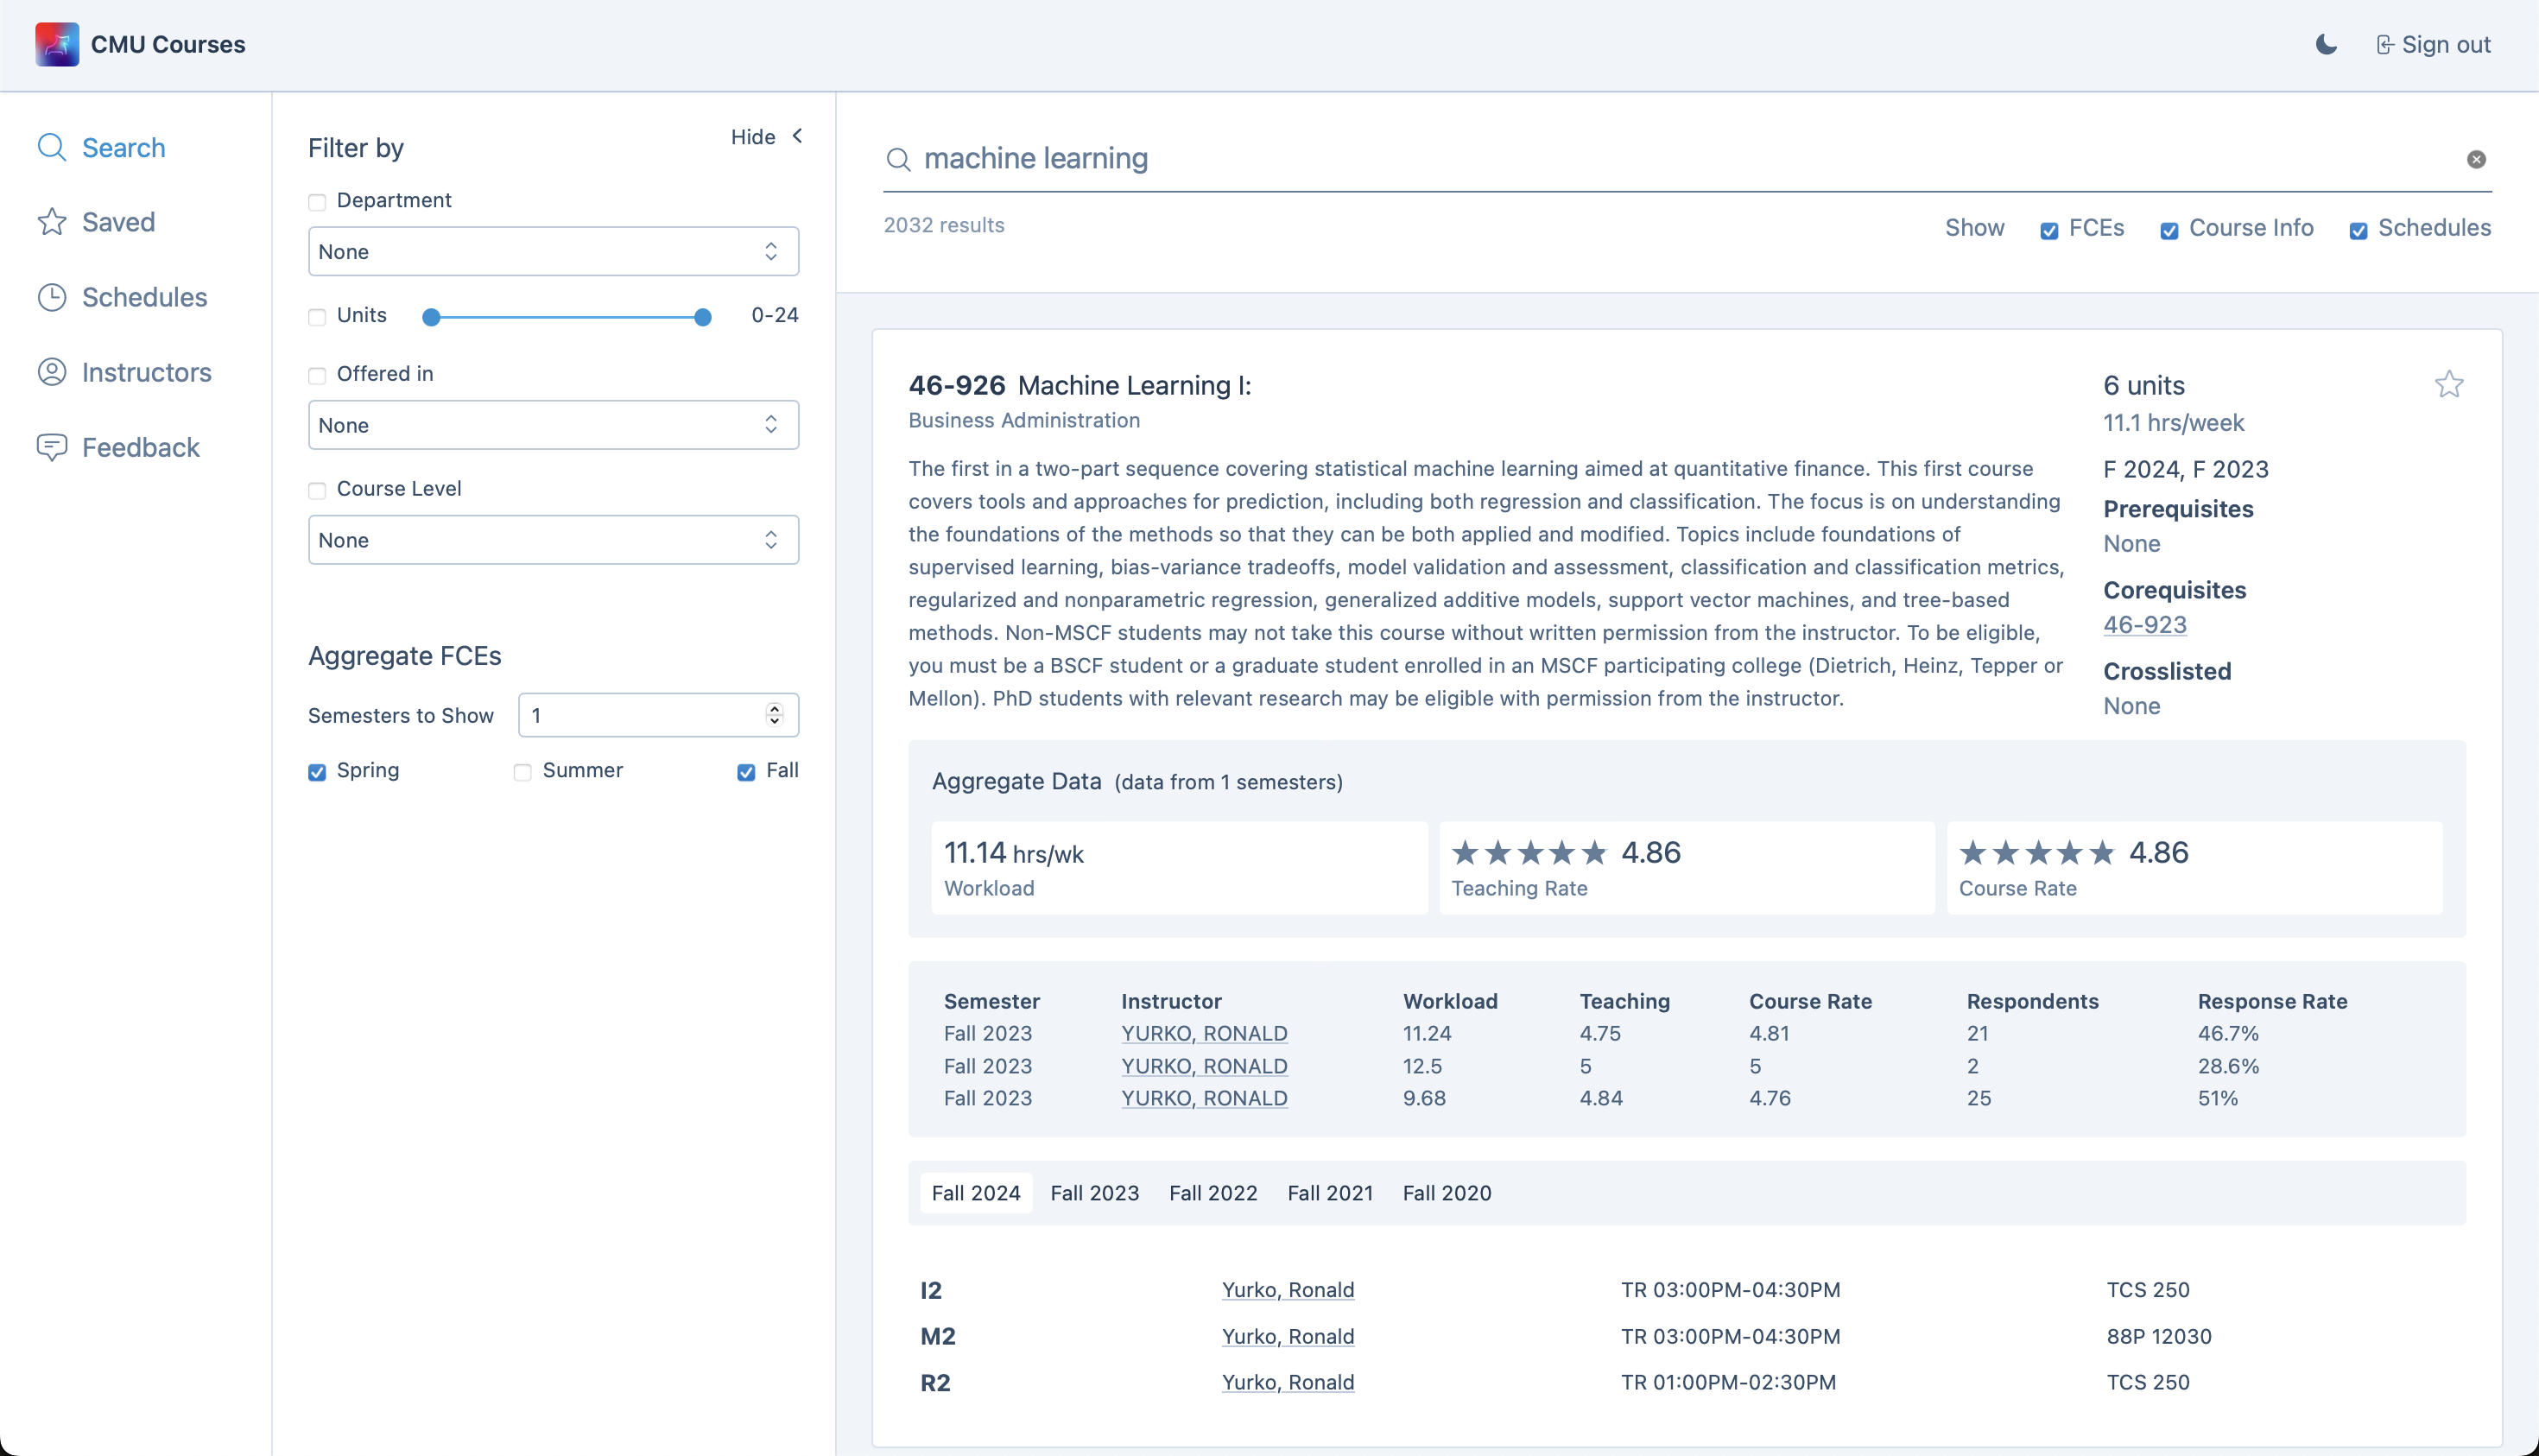 CMU Courses
Sign out
Search
Saved
Schedules
Instructors
Feedback
Filter by
Hide
Department
None
Units
0-24
Offered in
None
Course Level
None
Aggregate FCEs
Semesters to Show 1
Spring Summer Fall
machine learning
2032 results
Show FCEs Course Info Schedules
46-926 Machine Learning I:
Business Administration
The first in a two-part sequence covering statistical machine learning aimed at quantitative finance. This first course
covers tools and approaches for prediction, including both regression and classification. The focus is on understanding
the foundations of the methods so that they can be both applied and modified. Topics include foundations of
supervised learning, bias-variance tradeoffs, model validation and assessment, classification and classification metrics,
regularized and nonparametric regression, generalized additive models, support vector machines, and tree-based
methods. Non-MSCF students may not take this course without written permission from the instructor. To be eligible,
you must be a BSCF student or a graduate student enrolled in an MSCF participating college (Dietrich, Heinz, Tepper or
Mellon). PhD students with relevant research may be eligible with permission from the instructor.
6 units
11.1 hrs/week
F 2024, F 2023
Prerequisites
None
Corequisites
46-923
Crosslisted
None
Aggregate Data (data from 1 semesters)
11.14 hrs/wk
Workload
4.86
Teaching Rate
4.86
Course Rate
Semester Instructor Workload Teaching Course Rate Respondents Response Rate
Fall 2023 YURKO, RONALD 11.24 4.75 4.81 21 46.7%
Fall 2023 YURKO, RONALD 12.5 5 5 2 28.6%
Fall 2023 YURKO, RONALD 9.68 4.84 4.76 25 51%
Fall 2024 Fall 2023 Fall 2022 Fall 2021 Fall 2020
I2 Yurko, Ronald TR 03:00PM-04:30PM TCS 250
M2 Yurko, Ronald TR 03:00PM-04:30PM 88P 12030
R2 Yurko, Ronald TR 01:00PM-02:30PM TCS 250